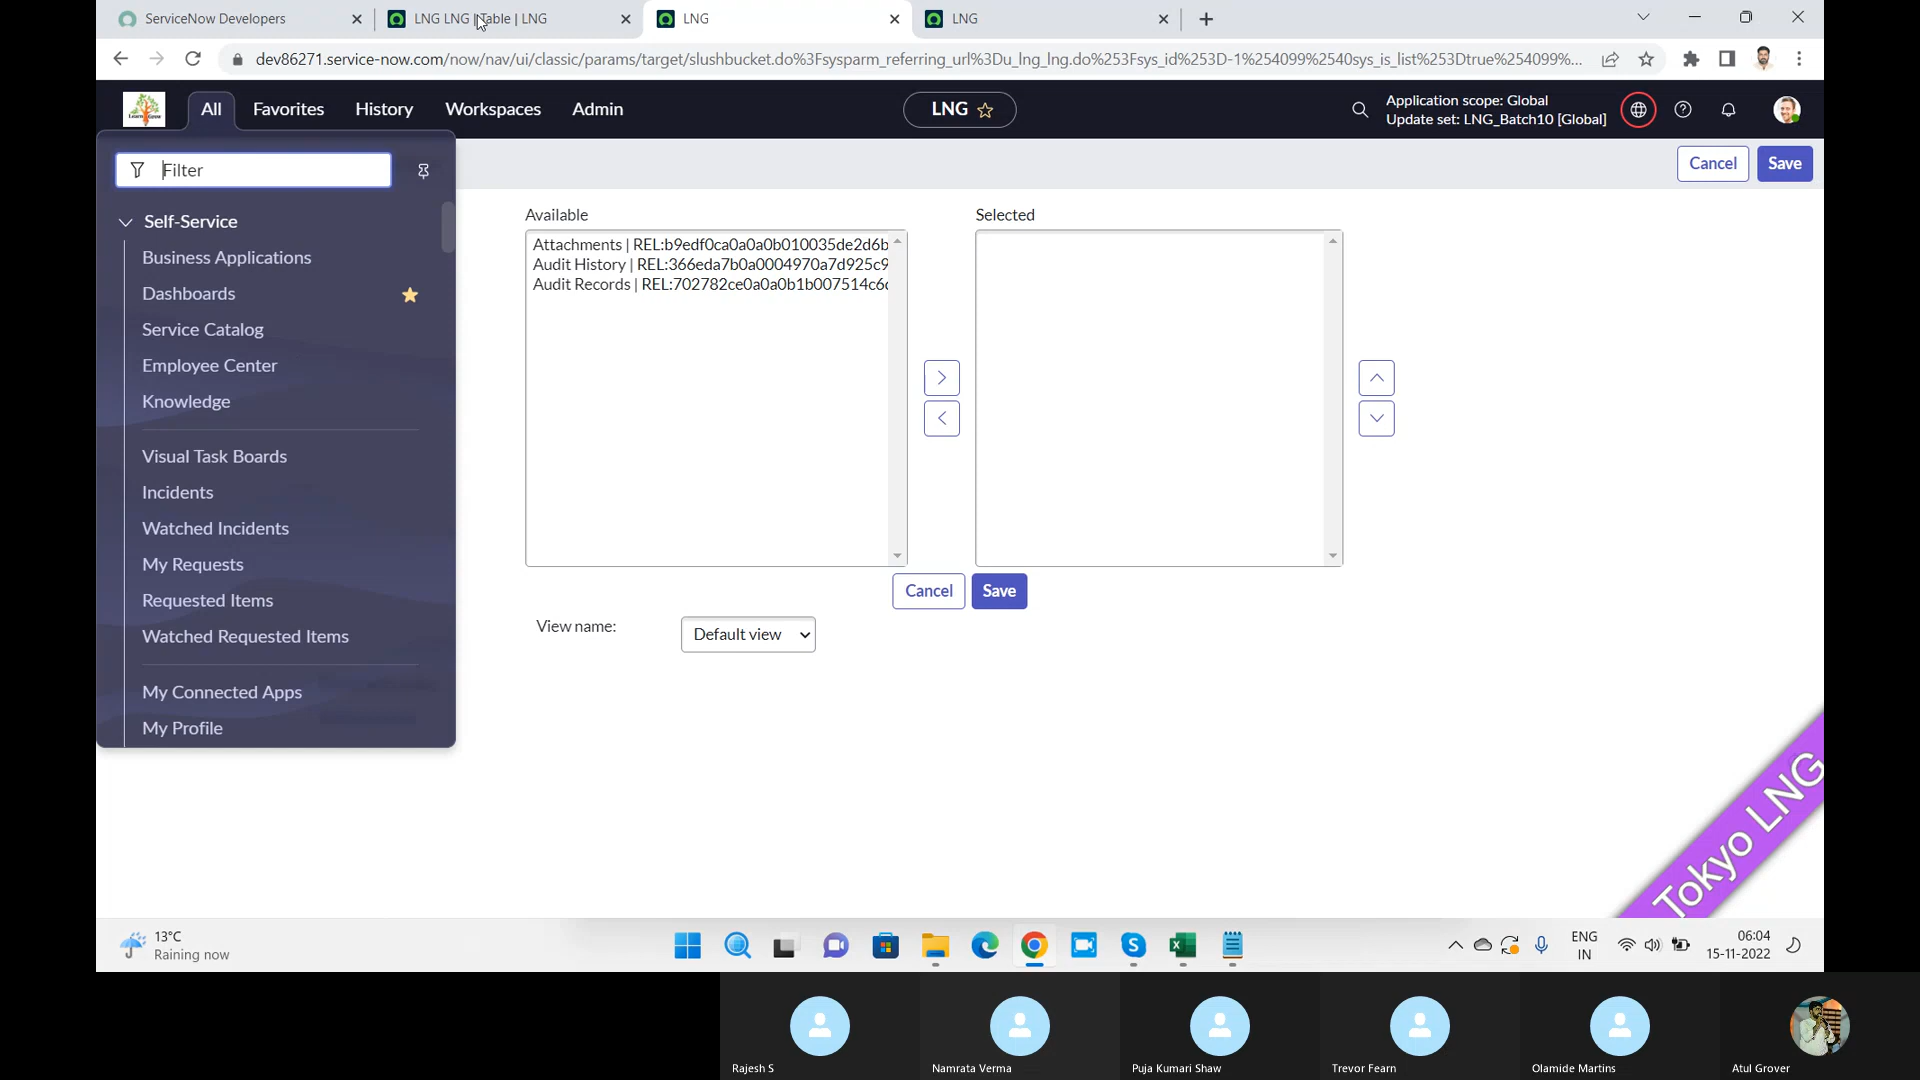 ServiceNow Developers
LNG LNG | Table | LNG
LNG
LNG
dev86271.service-now.com/now/nav/ui/classic/params/target/slushbucket.do%3Fsysparm_referring_url%3Du_lng_lng.do%253Fsys_id%253D-1%254099%2540sys_is_list%253Dtrue%254099%...
All
Favorites
History
Workspaces
Admin
LNG
Application scope: Global
Update set: LNG_Batch10 [Global]
Filter
Cancel
Save
Self-Service
Business Applications
Dashboards
Service Catalog
Employee Center
Knowledge
Visual Task Boards
Incidents
Watched Incidents
My Requests
Requested Items
Watched Requested Items
My Connected Apps
My Profile
Available
Attachments | REL:b9edf0ca0a0a0b010035de2d6b
Audit History | REL:366eda7b0a0004970a7d925c9
Audit Records | REL:702782ce0a0a0b1b007514c6
Selected
Cancel
Save
View name:
Default view
Tokyo LNG
13°C
Raining now
ENG
IN
06:04
15-11-2022
Rajesh S
Namrata Verma
Puja Kumari Shaw
Trevor Fearn
Olamide Martins
Atul Grover